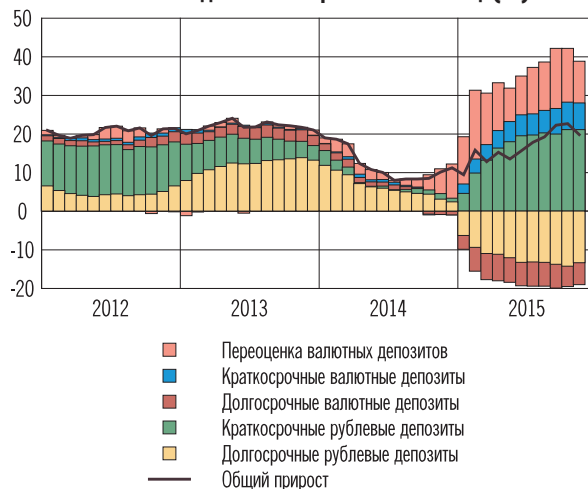 50
40
30
20
10
0
-10
-20
2012 2013 2014 2015
Переоценка валютных депозитов
Краткосрочные валютные депозиты
Долгосрочные валютные депозиты
Краткосрочные рублевые депозиты
Долгосрочные рублевые депозиты
Общий прирост